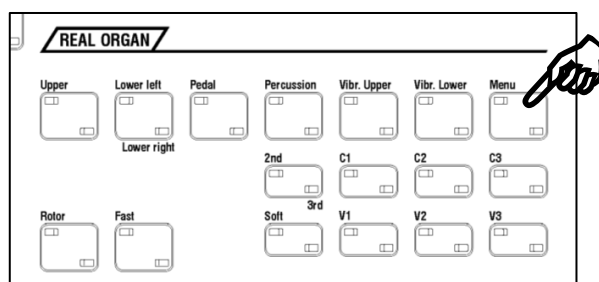 REAL ORGAN
Upper Lower left Pedal Percussion Vibr. Upper Vibr. Lower Menu
Lower right
2nd C1 C2 C3
3rd
Rotor Fast Soft V1 V2 V3